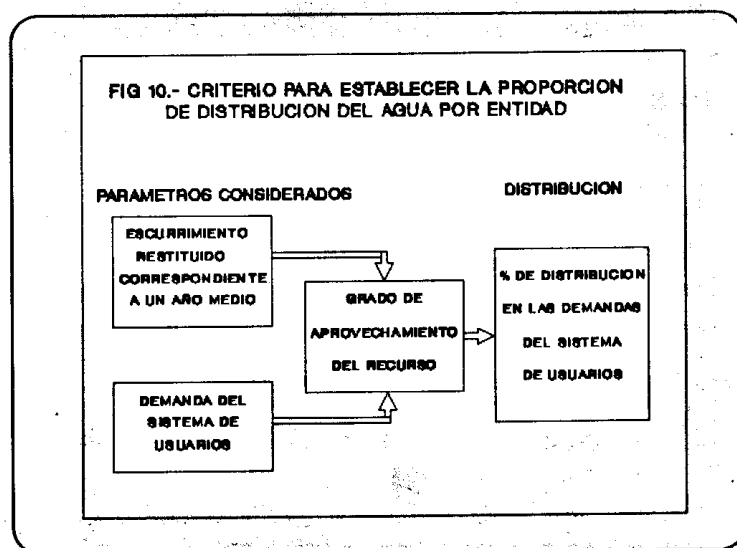 FIG 10.- CRITERIO PARA ESTABLECER LA PROPORCION
DE DISTRIBUCION DEL AGUA POR ENTIDAD
PARAMETROS CONSIDERADOS
DISTRIBUCION
ESCURRIMIENTO
RESTITUIDO
CORRESPONDIENTE
A UN AÑO MEDIO
GRADO DE
APROVECHAMIENTO
DEL RECURSO
% DE DISTRIBUCION
EN LAS DEMANDAS
DEL SISTEMA
DE USUARIOS
DEMANDA DEL
SISTEMA DE
USUARIOS